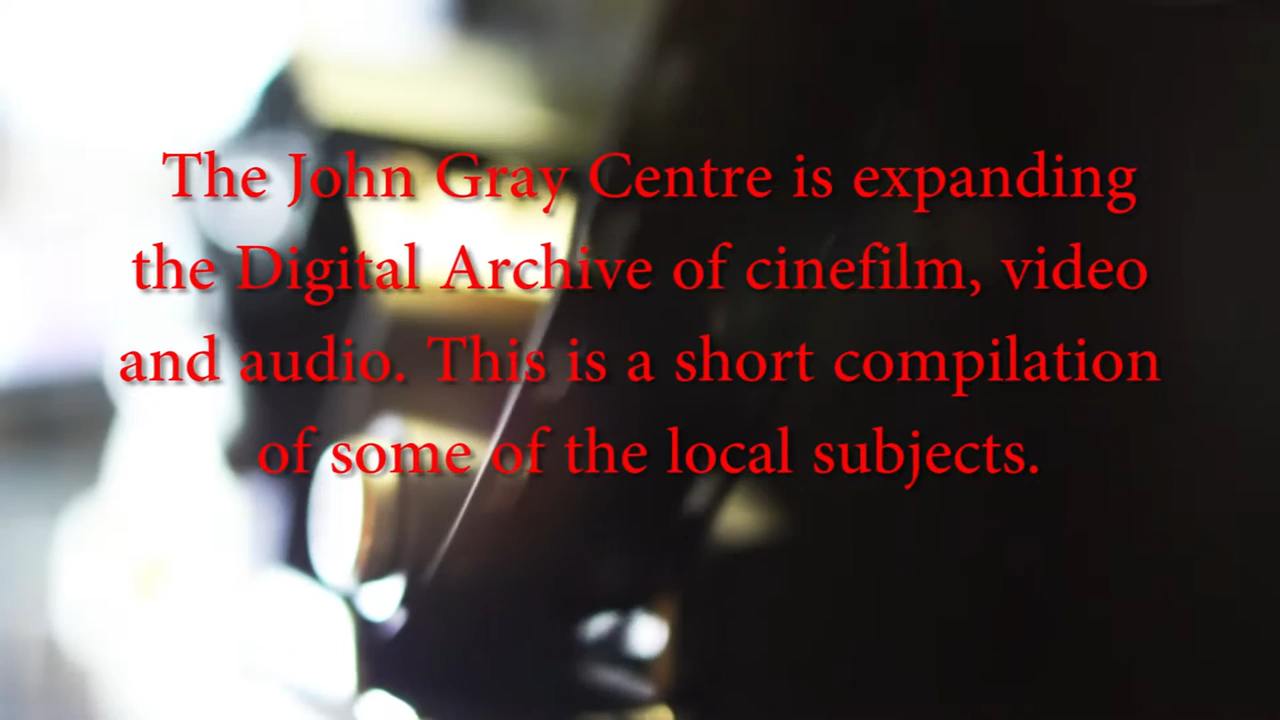 The John Gray Centre is expanding
the Digital Archive of cinefilm, video
and audio. This is a short compilation
of some of the local subjects.